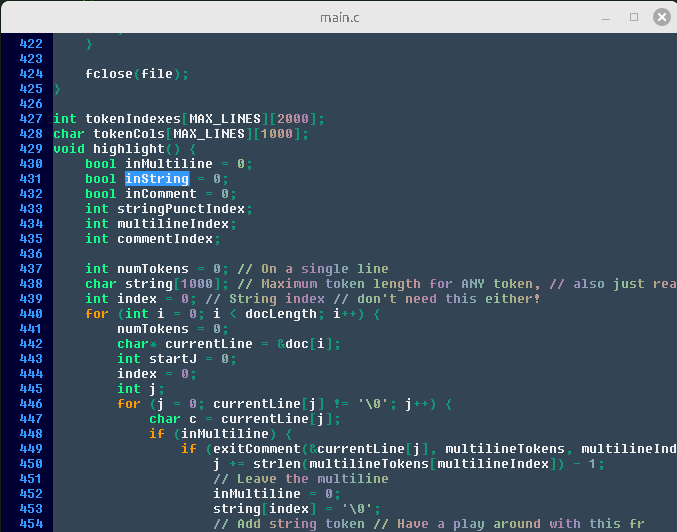 main.c
422 }
423
424 fclose(file);
425 }
426
427 int tokenIndexes[MAX_LINES][2000];
428 char tokenCols[MAX_LINES][1000];
429 void highlight() {
430 bool inMultiline = 0;
431 bool inString = 0;
432 bool inComment = 0;
433 int stringPunctIndex;
434 int multilineIndex;
435 int commentIndex;
436
437 int numTokens = 0; // On a single line
438 char string[1000]; // Maximum token length for ANY token, // also just rea
439 int index = 0; // String index // don't need this either!
440 for (int i = 0; i < docLength; i++) {
441 numTokens = 0;
442 char* currentLine = &doc[i];
443 int startJ = 0;
444 index = 0;
445 int j;
446 for (j = 0; currentLine[j] != '\0'; j++) {
447 char c = currentLine[j];
448 if (inMultiline) {
449 if (exitComment(&currentLine[j], multilineTokens, multilineInd
450 j += strlen(multilineTokens[multilineIndex]) - 1;
451 // Leave the multiline
452 inMultiline = 0;
453 string[index] = '\0';
454 // Add string token // Have a play around with this fr